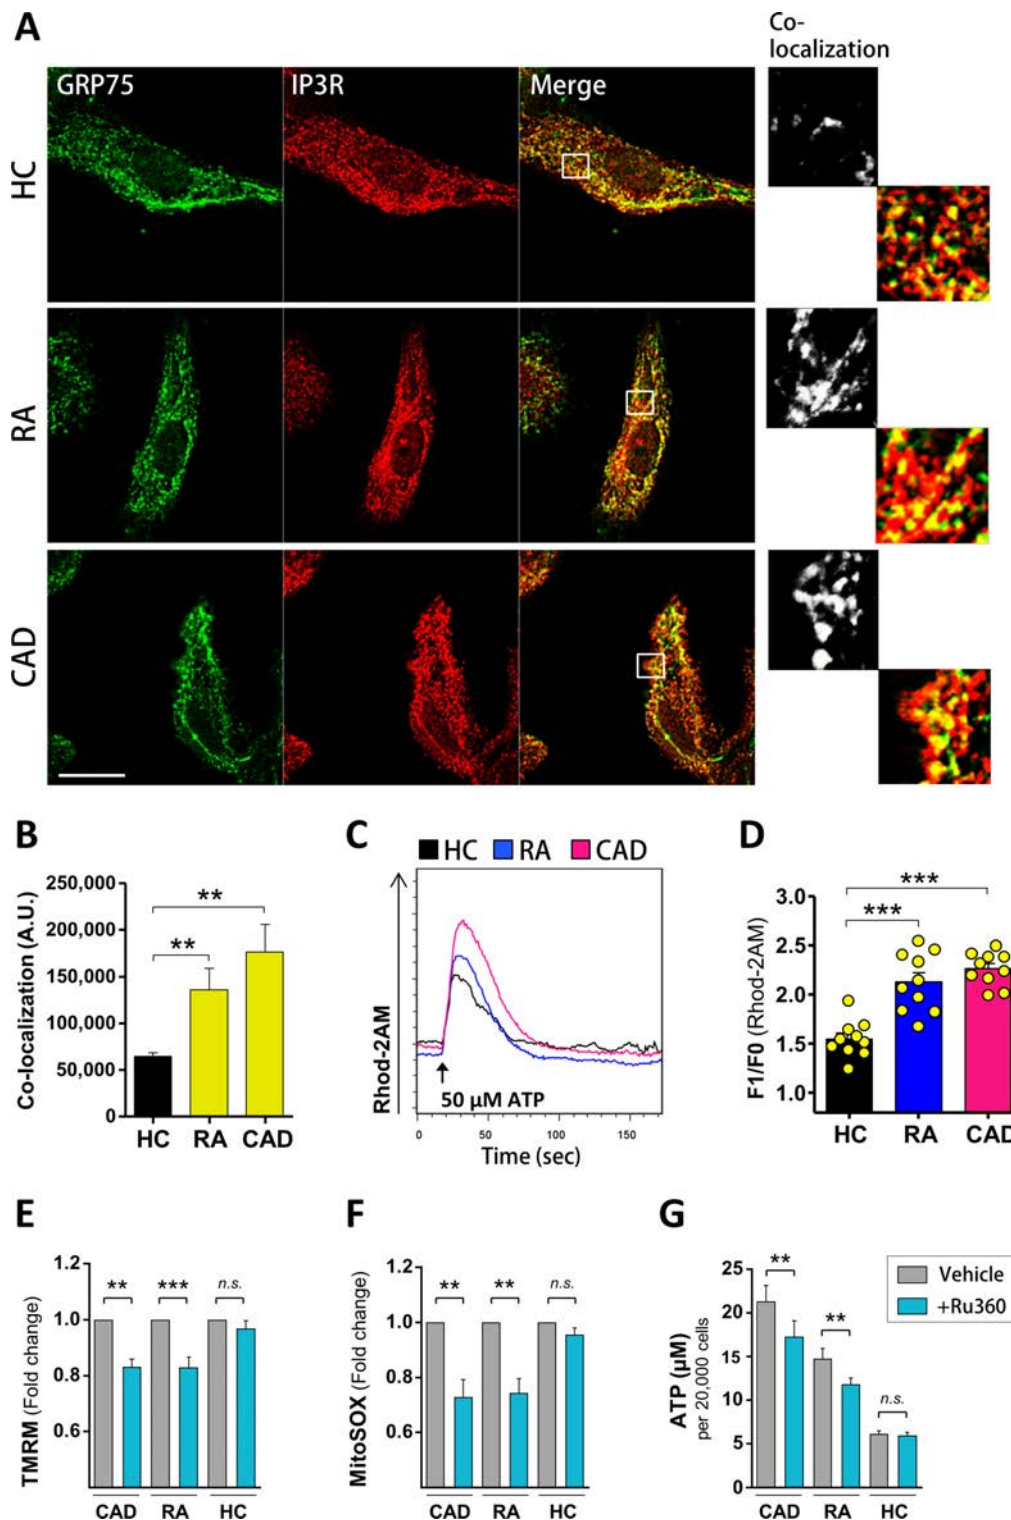 A
Co-
localization
GRP75 IP3R Merge
HC
RA
CAD
B
Co-localization (A.U.)
250,000
200,000
150,000
100,000
50,000
0
**
**
HC RA CAD
C
HC RA CAD
Rhod-2AM
50 µM ATP
0 50 100 150
Time (sec)
D
F1/F0 (Rhod-2AM)
3.0
2.5
2.0
1.5
1.0
***
***
HC RA CAD
E
TMRM (Fold change)
1.2
1.0
0.8
0.6
** *** n.s.
CAD RA HC
F
MitoSOX (Fold change)
1.2
1.0
0.8
0.6
** ** n.s.
CAD RA HC
G
ATP (µM)
per 20,000 cells
25
20
15
10
5
0
**
**
n.s.
CAD RA HC
Vehicle
+Ru360